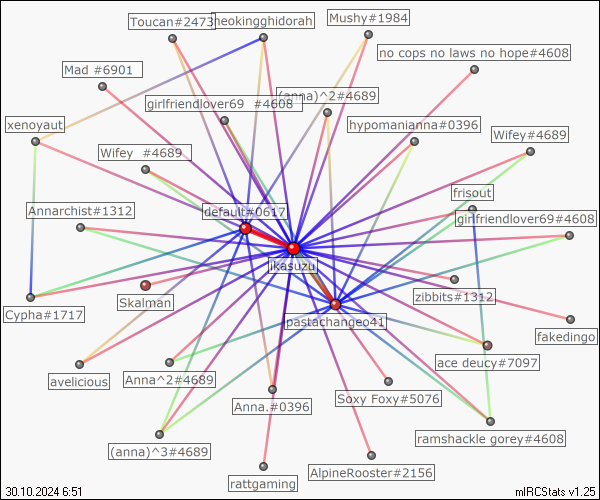 Toucan#2473
neokingghidorah
Mushy#1984
no cops no laws no hope#4608
Mad #6901
(anna)^2#4689
girlfriendlover69 #4608
xenoyaut
hypomanianna#0396
Wifey#4689
Wifey #4689
frisout
Annarchist#1312
default#0617
girlfriendlover69#4608
ikasuzu
Skalman
zibbits#1312
Cypha#1717
pastachangeo41
fakedingo
ace deucy#7097
avelicious
Anna^2#4689
Soxy Foxy#5076
Anna.#0396
ramshackle gorey#4608
(anna)^3#4689
AlpineRooster#2156
rattgaming
30.10.2024 6:51
mIRCStats v1.25